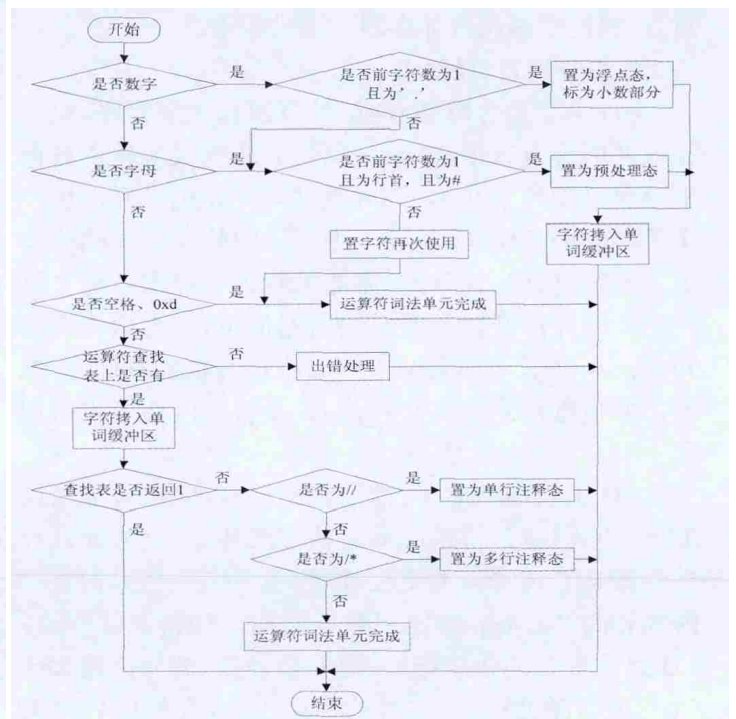 开始
是否数字
是
是否前字符数为1
且为'.'
是
置为浮点态,
标为小数部分
否
否
是否字母
是
是否前字符数为1
且为行首，且为#
是
置为预处理态
否
否
置字符再次使用
字符拷入单
词缓冲区
是否空格、0xd
是
运算符词法单元完成
否
运算符查找
表上是否有
否
出错处理
是
字符拷入单
词缓冲区
查找表是否返回1
否
是否为//
是
置为单行注释态
是
否
是否为/*
是
置为多行注释态
否
运算符词法单元完成
结束